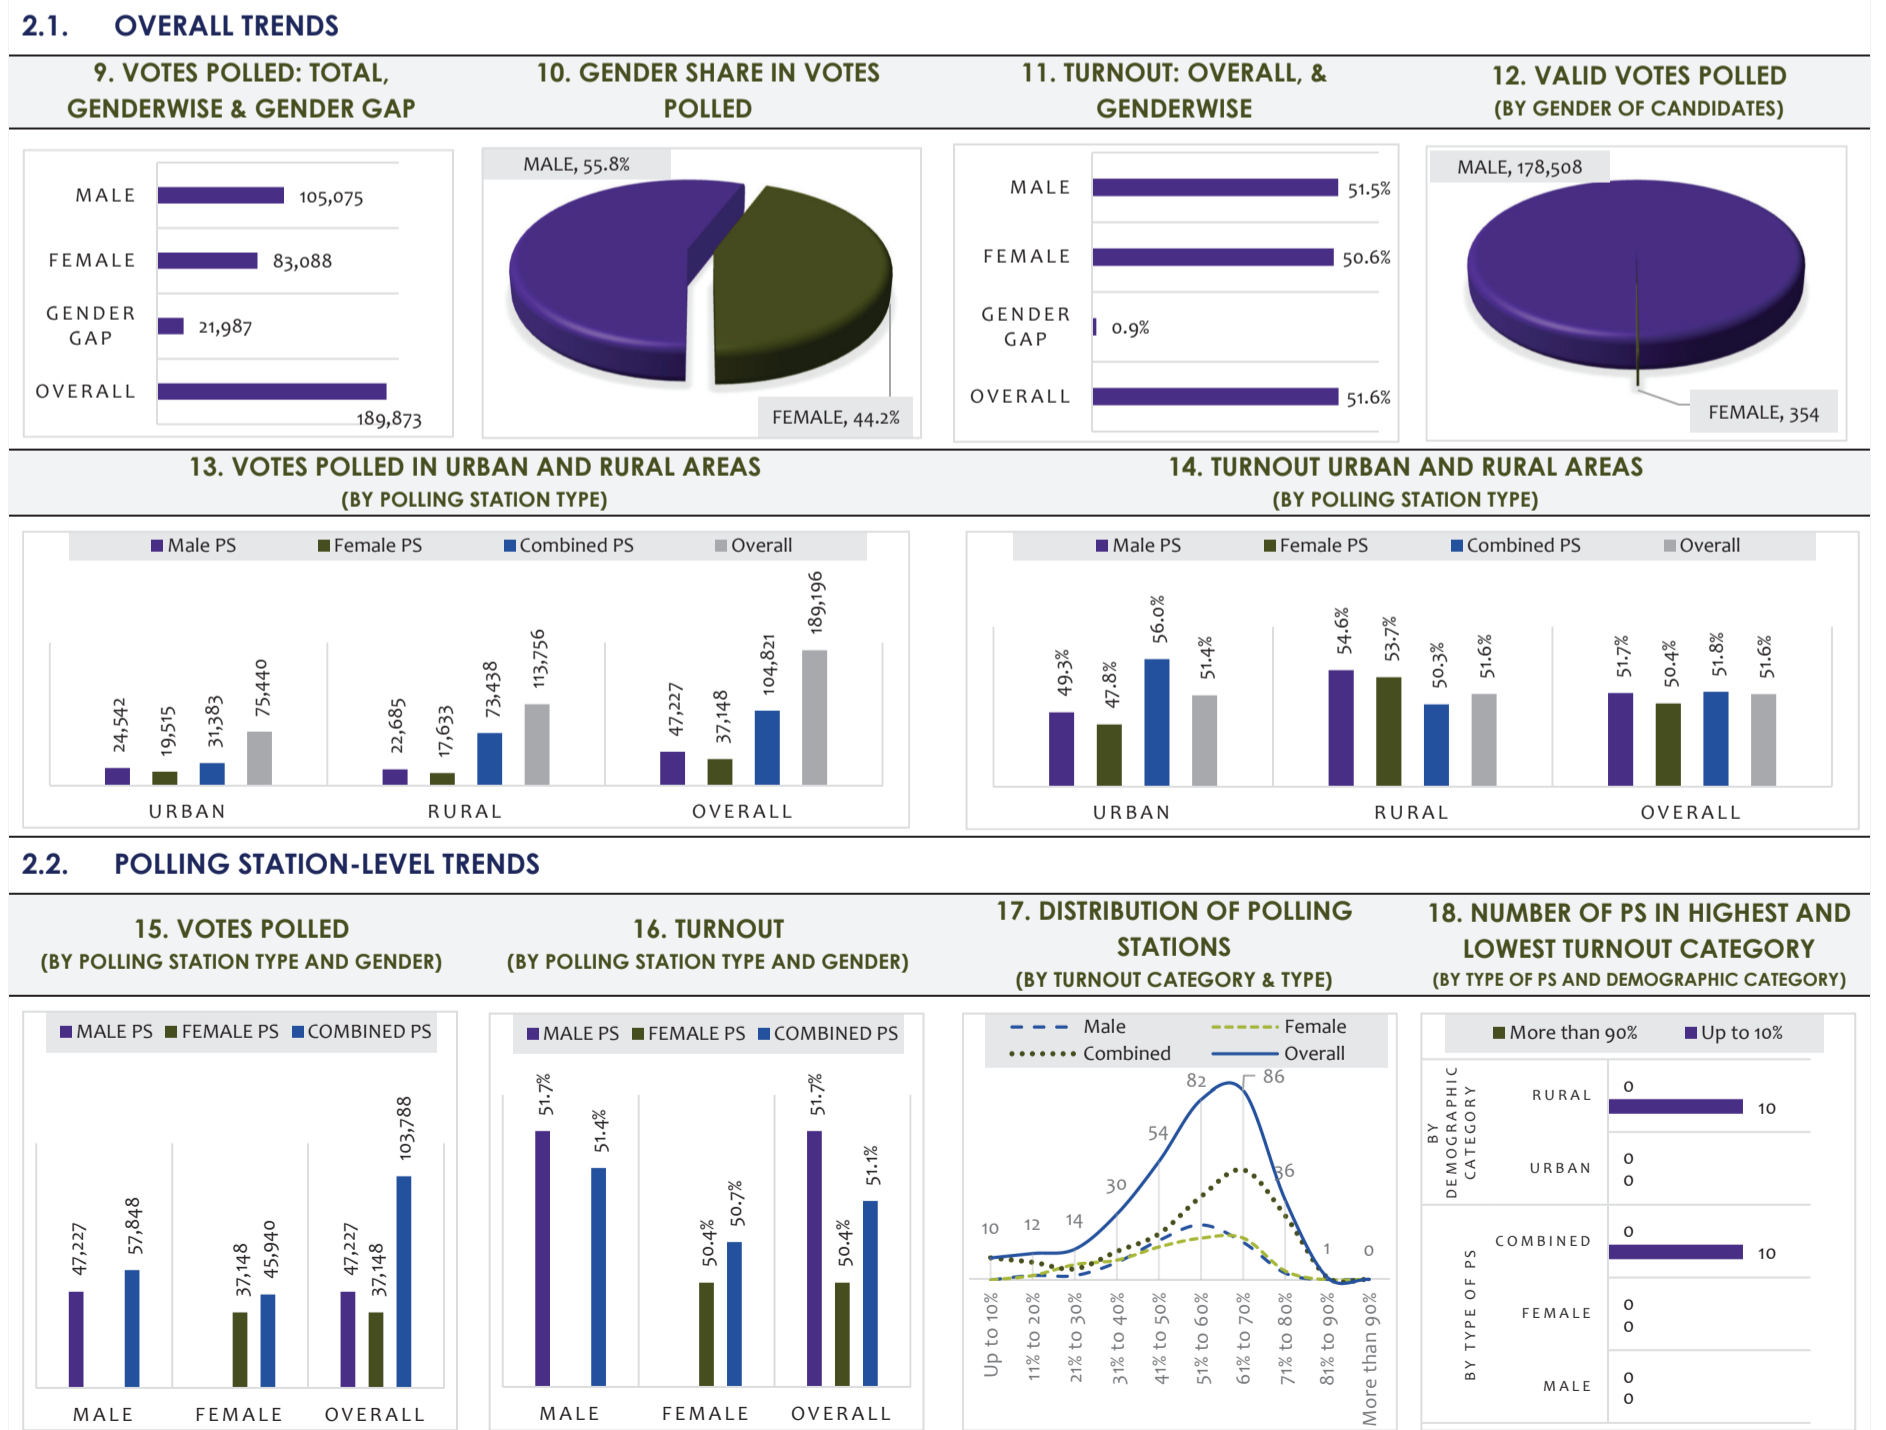 2.1. OVERALL TRENDS
9. VOTES POLLED: TOTAL,
GENDERWISE & GENDER GAP
MALE
105,075
FEMALE
83,088
GENDER
GAP
21,987
OVERALL
189,873
10. GENDER SHARE IN VOTES
POLLED
MALE, 55.8%
FEMALE, 44.2%
11. TURNOUT: OVERALL, &
GENDERWISE
MALE
51.5%
FEMALE
50.6%
GENDER
GAP
0.9%
OVERALL
51.6%
12. VALID VOTES POLLED
(BY GENDER OF CANDIDATES)
MALE, 178,508
FEMALE, 354
13. VOTES POLLED IN URBAN AND RURAL AREAS
(BY POLLING STATION TYPE)
Male PS Female PS Combined PS Overall
24,542
19,515
31,383
75,440
22,685
17,633
73,438
113,756
47,227
37,148
104,821
189,196
URBAN RURAL OVERALL
14. TURNOUT URBAN AND RURAL AREAS
(BY POLLING STATION TYPE)
Male PS Female PS Combined PS Overall
49.3%
47.8%
56.0%
51.4%
54.6%
53.7%
50.3%
51.6%
51.7%
50.4%
51.8%
51.6%
URBAN RURAL OVERALL
2.2. POLLING STATION-LEVEL TRENDS
15. VOTES POLLED
(BY POLLING STATION TYPE AND GENDER)
MALE PS FEMALE PS COMBINED PS
47,227
57,848
37,148
45,940
47,227
37,148
103,788
MALE FEMALE OVERALL
16. TURNOUT
(BY POLLING STATION TYPE AND GENDER)
MALE PS FEMALE PS COMBINED PS
51.7%
51.4%
50.4%
50.7%
51.7%
50.4%
51.1%
MALE FEMALE OVERALL
17. DISTRIBUTION OF POLLING
STATIONS
(BY TURNOUT CATEGORY & TYPE)
Male Female
Combined Overall
10
12
14
30
54
82
86
36
1
0
Up to 10%
11% to 20%
21% to 30%
31% to 40%
41% to 50%
51% to 60%
61% to 70%
71% to 80%
81% to 90%
More than 90%
18. NUMBER OF PS IN HIGHEST AND
LOWEST TURNOUT CATEGORY
(BY TYPE OF PS AND DEMOGRAPHIC CATEGORY)
More than 90% Up to 10%
BY
DEMOGRAPHIC
CATEGORY
RURAL
0
10
URBAN
0
0
BY TYPE OF PS
COMBINED
0
10
FEMALE
0
0
MALE
0
0